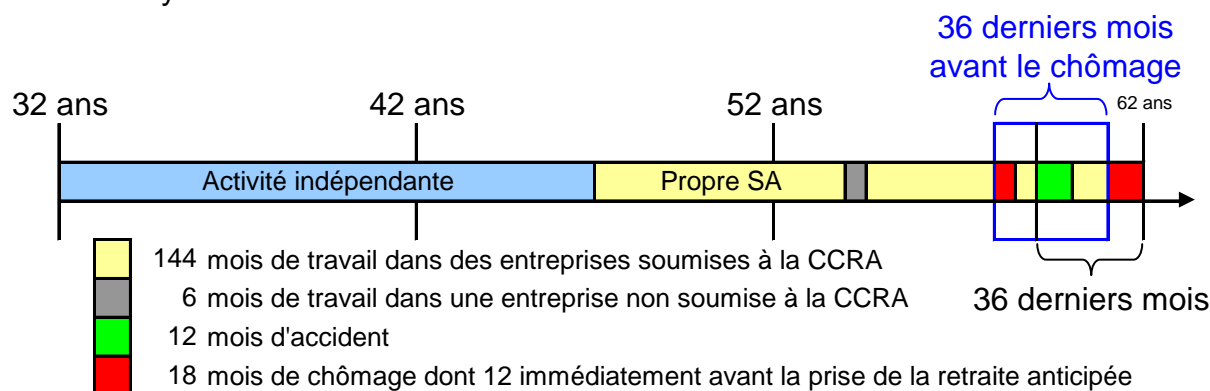 36 derniers mois
avant le chômage
32 ans
42 ans
52 ans
62 ans
Activité indépendante
Propre SA
144 mois de travail dans des entreprises soumises à la CCRA
6 mois de travail dans une entreprise non soumise à la CCRA
36 derniers mois
12 mois d'accident
18 mois de chômage dont 12 immédiatement avant la prise de la retraite anticipée